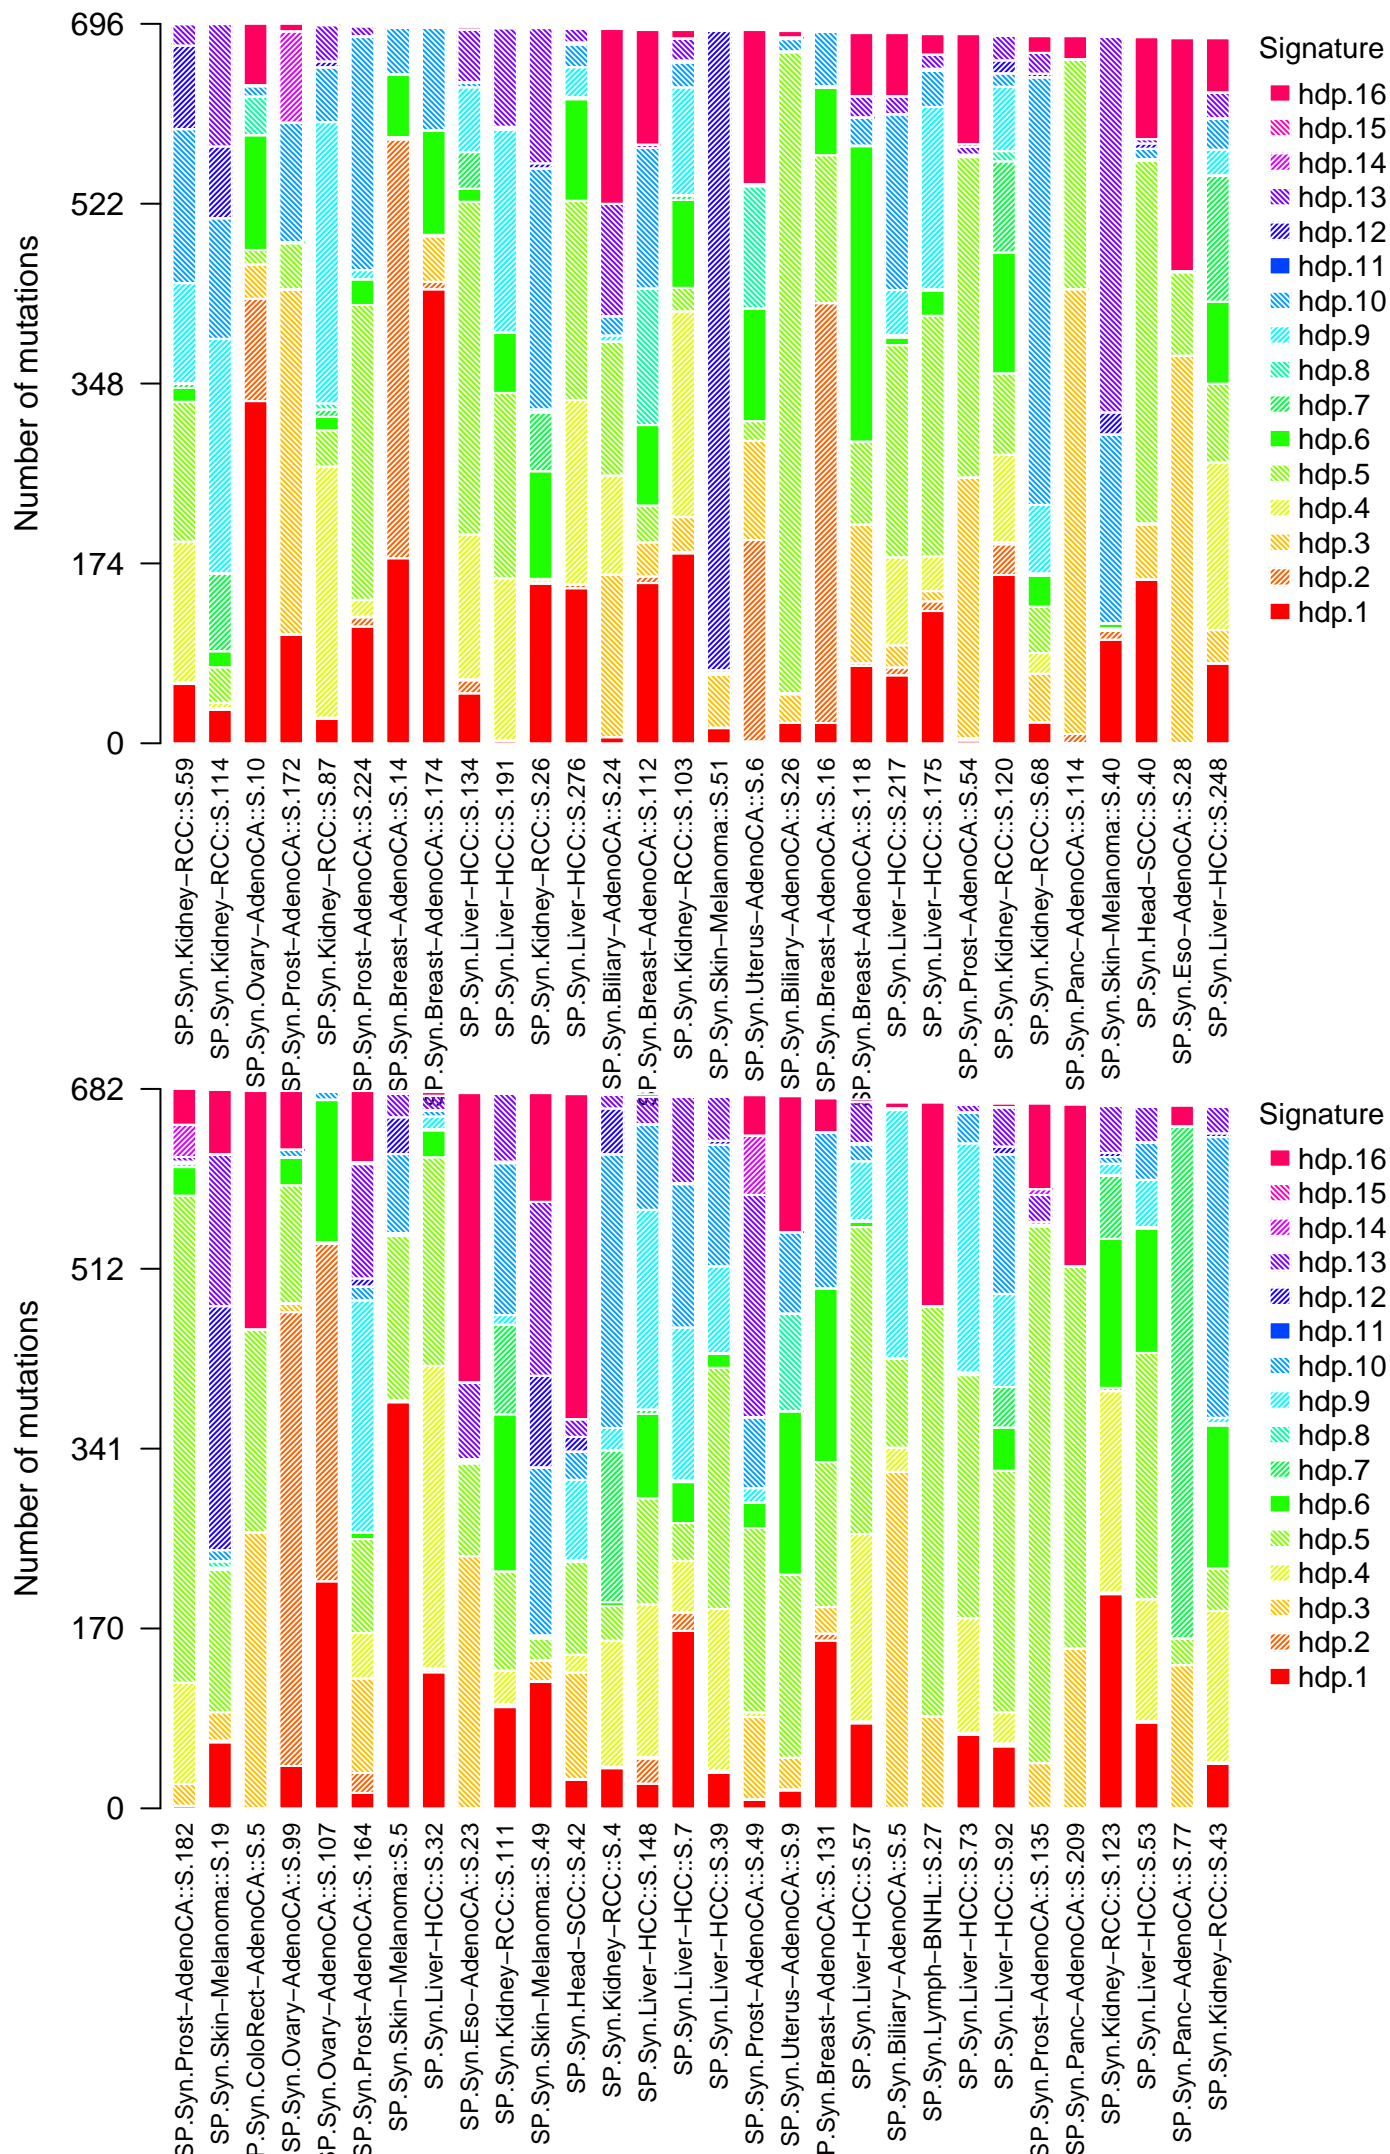 Number of mutations
696
522
348
174
0
Signature
hdp.16
hdp.15
hdp.14
hdp.13
hdp.12
hdp.11
hdp.10
hdp.9
hdp.8
hdp.7
hdp.6
hdp.5
hdp.4
hdp.3
hdp.2
hdp.1
SP.Syn.Kidney−RCC::S.59
SP.Syn.Kidney−RCC::S.114
SP.Syn.Ovary−AdenoCA::S.10
SP.Syn.Prost−AdenoCA::S.172
SP.Syn.Kidney−RCC::S.87
SP.Syn.Prost−AdenoCA::S.224
SP.Syn.Breast−AdenoCA::S.14
SP.Syn.Breast−AdenoCA::S.174
SP.Syn.Liver−HCC::S.134
SP.Syn.Liver−HCC::S.191
SP.Syn.Kidney−RCC::S.26
SP.Syn.Liver−HCC::S.276
SP.Syn.Biliary−AdenoCA::S.24
SP.Syn.Breast−AdenoCA::S.112
SP.Syn.Kidney−RCC::S.103
SP.Syn.Skin−Melanoma::S.51
SP.Syn.Uterus−AdenoCA::S.6
SP.Syn.Biliary−AdenoCA::S.26
SP.Syn.Breast−AdenoCA::S.16
SP.Syn.Breast−AdenoCA::S.118
SP.Syn.Liver−HCC::S.217
SP.Syn.Lymph−BNHL::S.175
SP.Syn.Prost−AdenoCA::S.54
SP.Syn.Kidney−RCC::S.120
SP.Syn.Kidney−RCC::S.68
SP.Syn.Panc−AdenoCA::S.114
SP.Syn.Skin−Melanoma::S.40
SP.Syn.Head−SCC::S.40
SP.Syn.Eso−AdenoCA::S.28
SP.Syn.Liver−HCC::S.248
Number of mutations
682
512
341
170
0
Signature
hdp.16
hdp.15
hdp.14
hdp.13
hdp.12
hdp.11
hdp.10
hdp.9
hdp.8
hdp.7
hdp.6
hdp.5
hdp.4
hdp.3
hdp.2
hdp.1
SP.Syn.Prost−AdenoCA::S.182
SP.Syn.Skin−Melanoma::S.19
SP.Syn.ColoRect−AdenoCA::S.5
SP.Syn.Ovary−AdenoCA::S.99
SP.Syn.Ovary−AdenoCA::S.107
SP.Syn.Prost−AdenoCA::S.164
SP.Syn.Skin−Melanoma::S.5
SP.Syn.Liver−HCC::S.32
SP.Syn.Eso−AdenoCA::S.23
SP.Syn.Kidney−RCC::S.111
SP.Syn.Skin−Melanoma::S.49
SP.Syn.Head−SCC::S.42
SP.Syn.Kidney−RCC::S.4
SP.Syn.Liver−HCC::S.148
SP.Syn.Liver−HCC::S.7
SP.Syn.Liver−HCC::S.39
SP.Syn.Prost−AdenoCA::S.49
SP.Syn.Uterus−AdenoCA::S.9
SP.Syn.Breast−AdenoCA::S.131
SP.Syn.Liver−HCC::S.57
SP.Syn.Biliary−AdenoCA::S.5
SP.Syn.Lymph−BNHL::S.27
SP.Syn.Liver−HCC::S.73
SP.Syn.Liver−HCC::S.92
SP.Syn.Prost−AdenoCA::S.135
SP.Syn.Panc−AdenoCA::S.209
SP.Syn.Kidney−RCC::S.123
SP.Syn.Liver−HCC::S.53
SP.Syn.Panc−AdenoCA::S.77
SP.Syn.Kidney−RCC::S.43